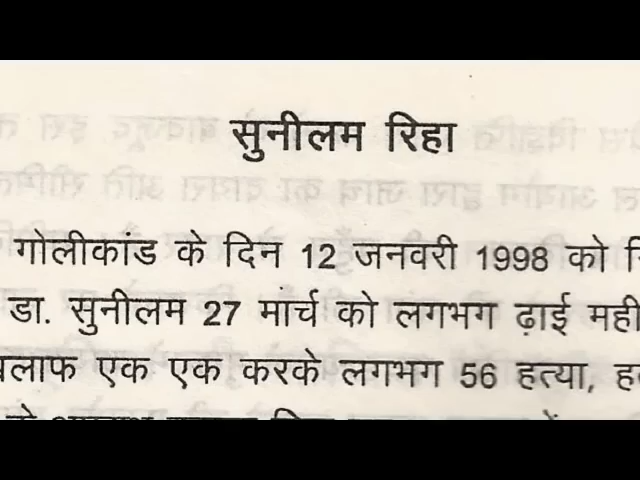 सुनीलम रिहा
गोलीकांड के दिन 12 जनवरी 1998 को
डा. सुनीलम 27 मार्च को लगभग ढ़ाई
एक एक करके लगभग 56 हत्या,